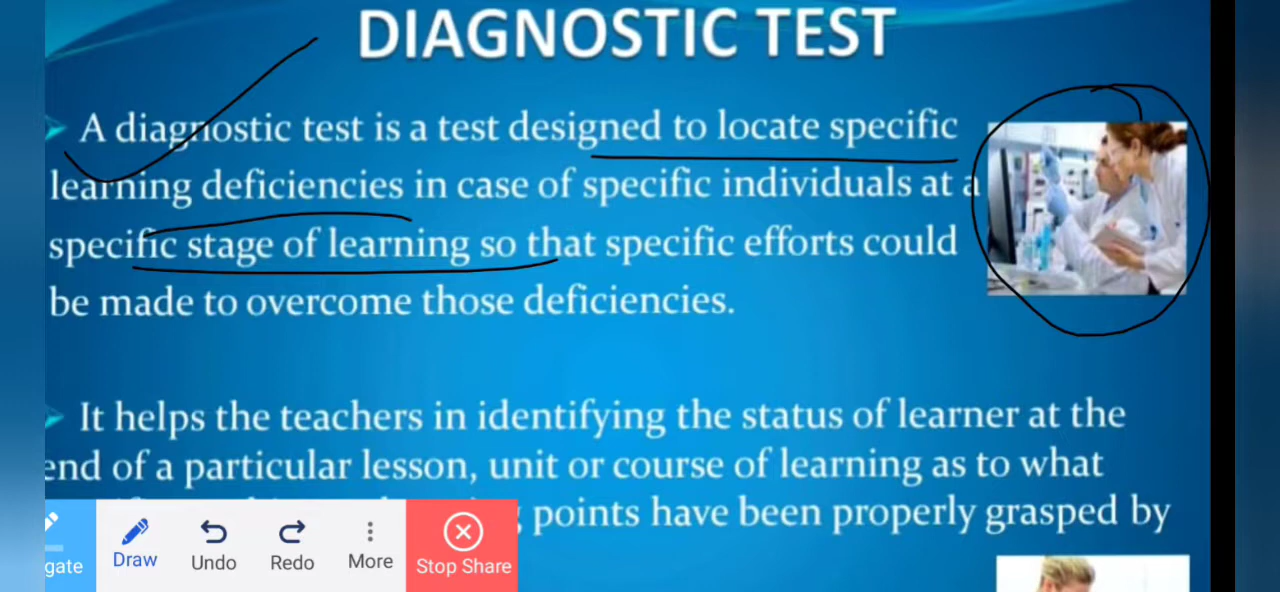 DIAGNOSTIC TEST
A diagnostic test is a test designed to locate specific
learning deficiencies in case of specific individuals at a
specific stage of learning so that specific efforts could
be made to overcome those deficiencies.
It helps the teachers in identifying the status of learner at the
end of a particular lesson, unit or course of learning as to what
points have been properly grasped by
gate
Draw
Undo
Redo
More
Stop Share